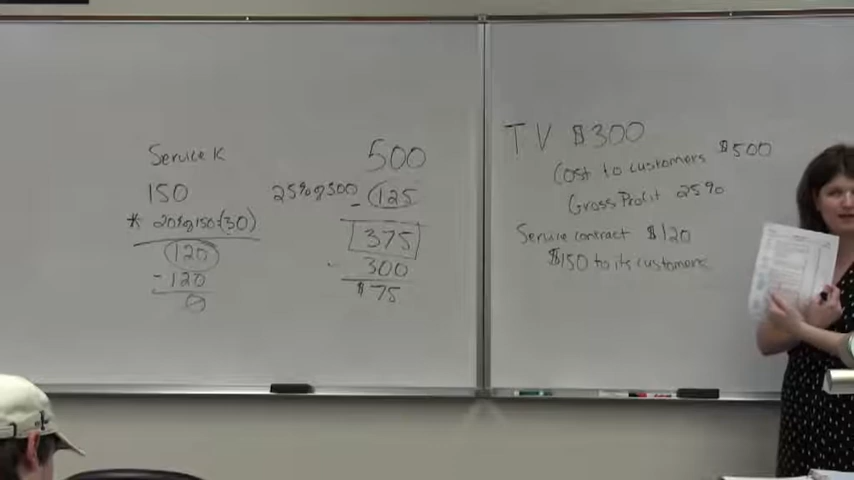 Service K
150
* 20% of 150=(30)
120
-120
0
500
25% of 500 125
-
375
- 300
$75
TV $300
Cost to customers $500
Gross Profit 25%
Service contract $120
$150 to its customers